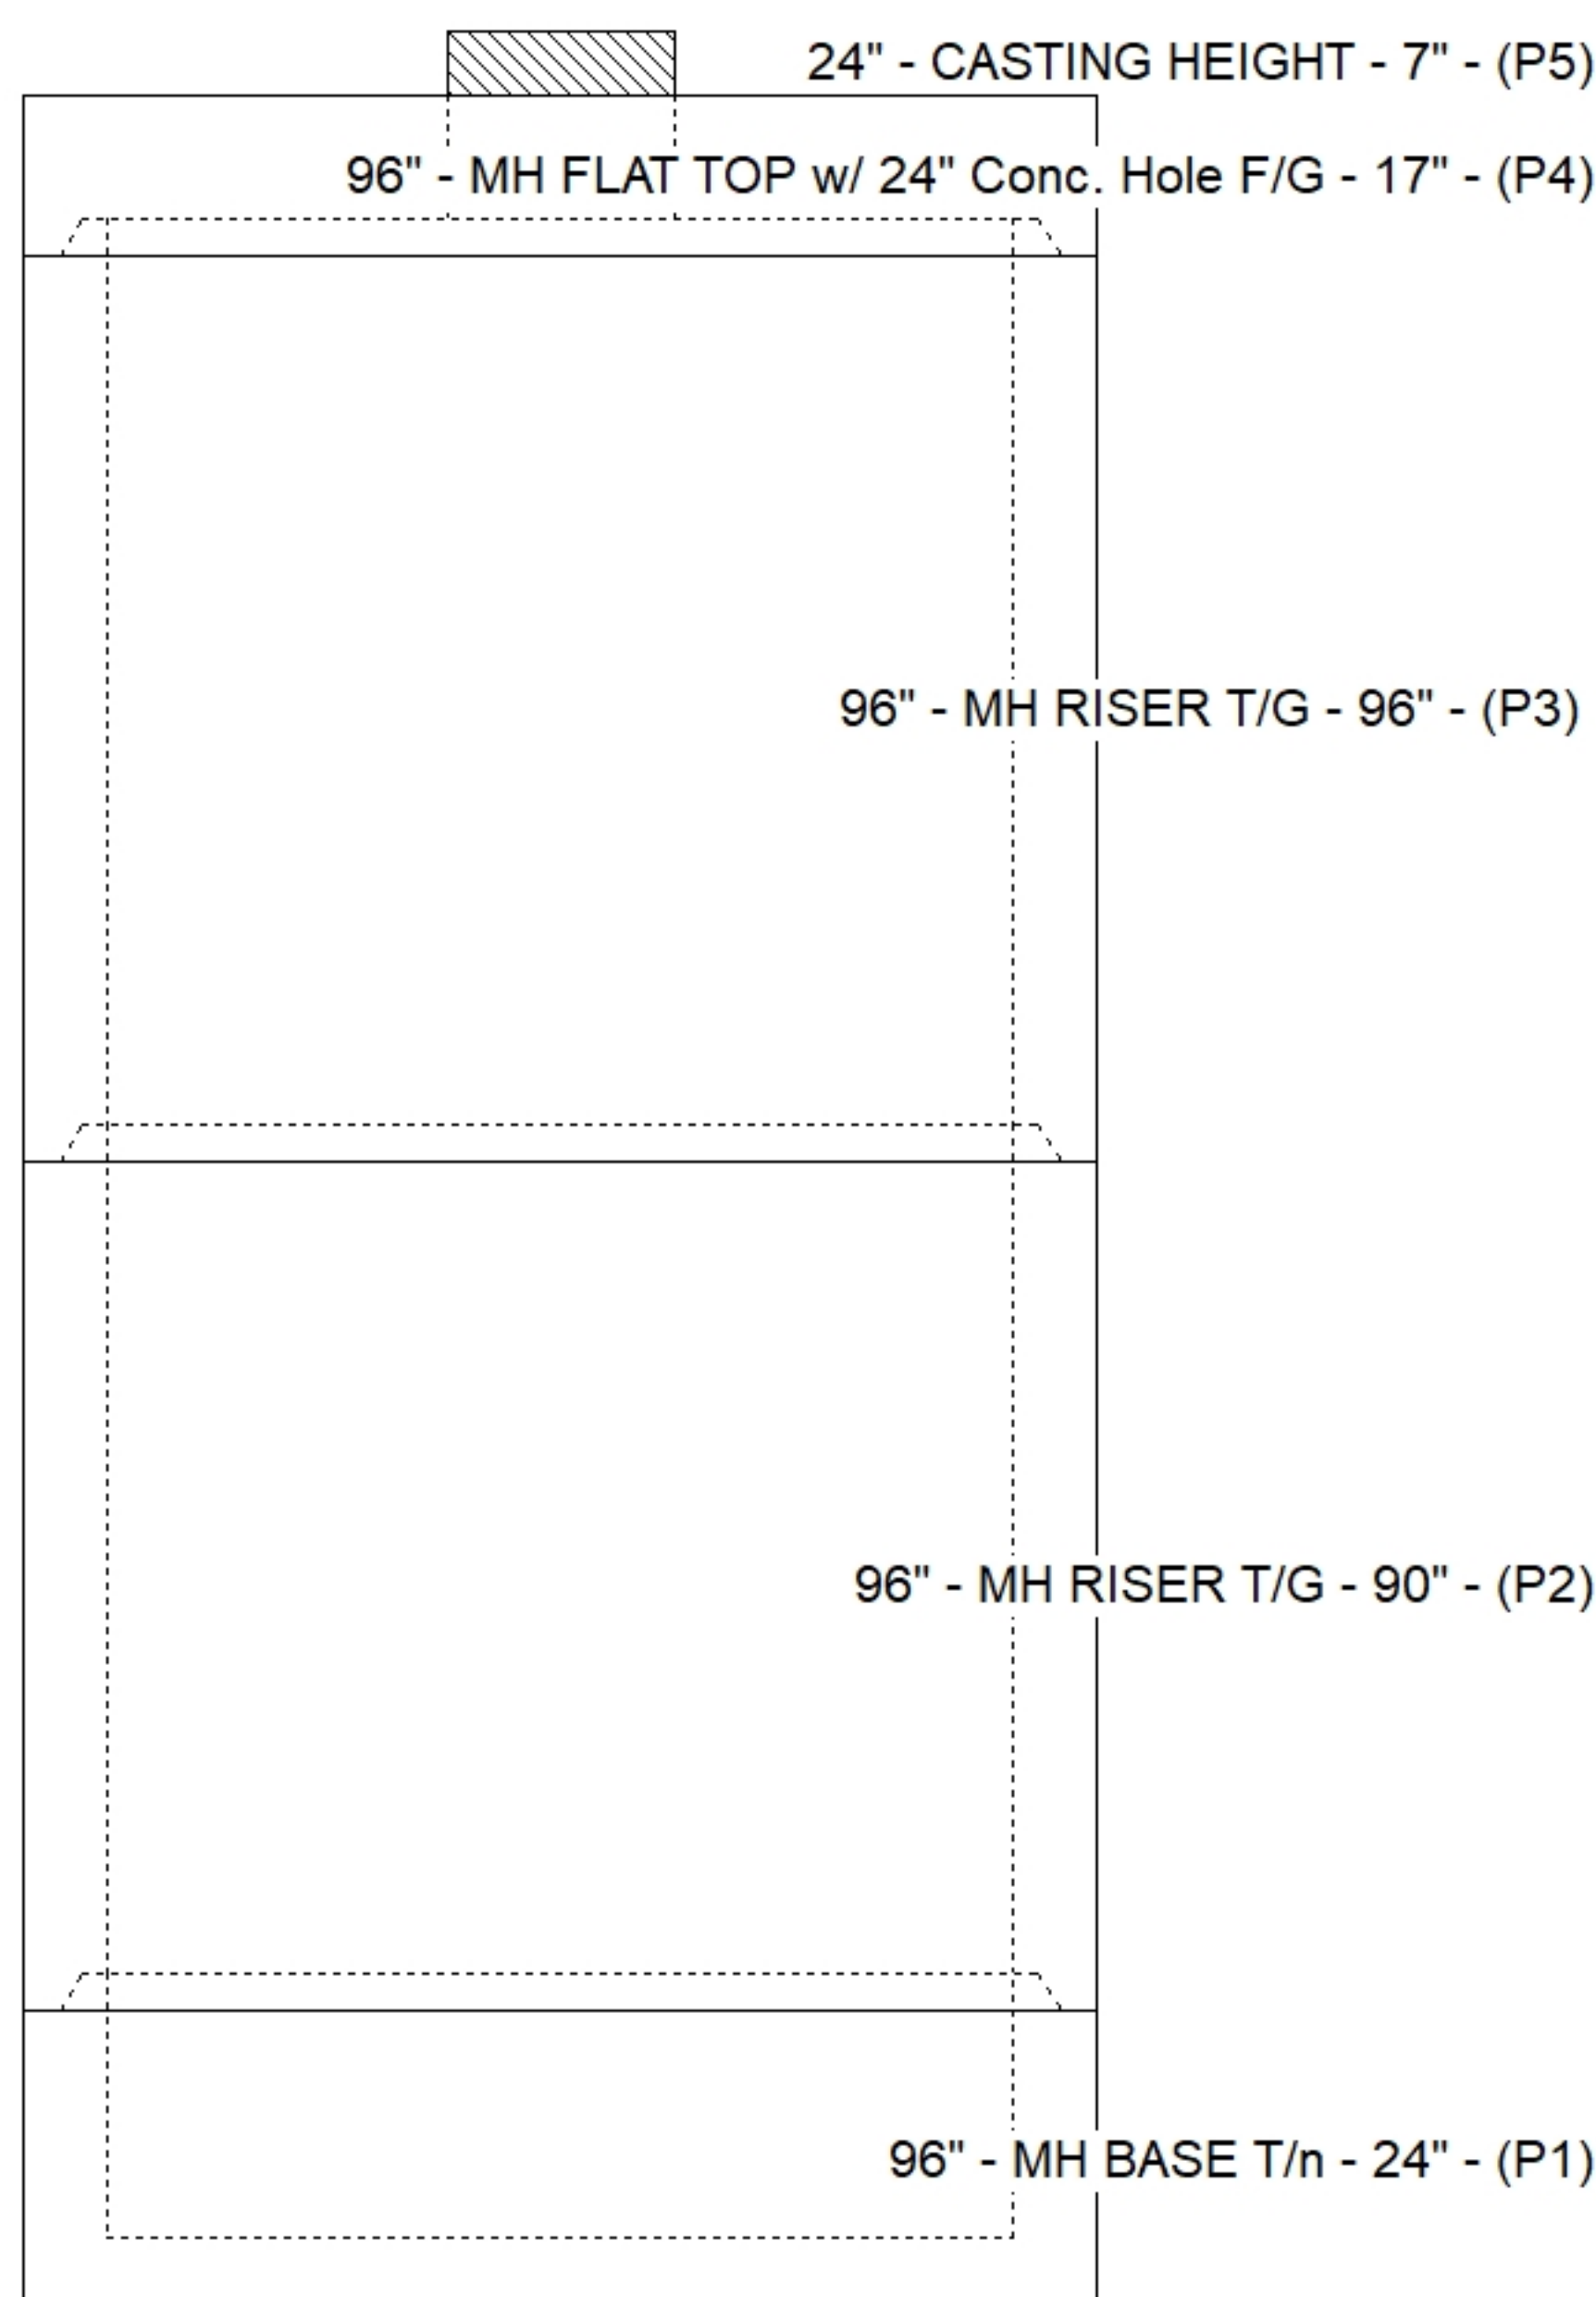 24" - CASTING HEIGHT - 7" - (P5)
96" - MH FLAT TOP w/ 24" Conc. Hole F/G - 17" - (P4)
96" - MH RISER T/G - 96" - (P3)
96" - MH RISER T/G - 90" - (P2)
96" - MH BASE T/n - 24" - (P1)